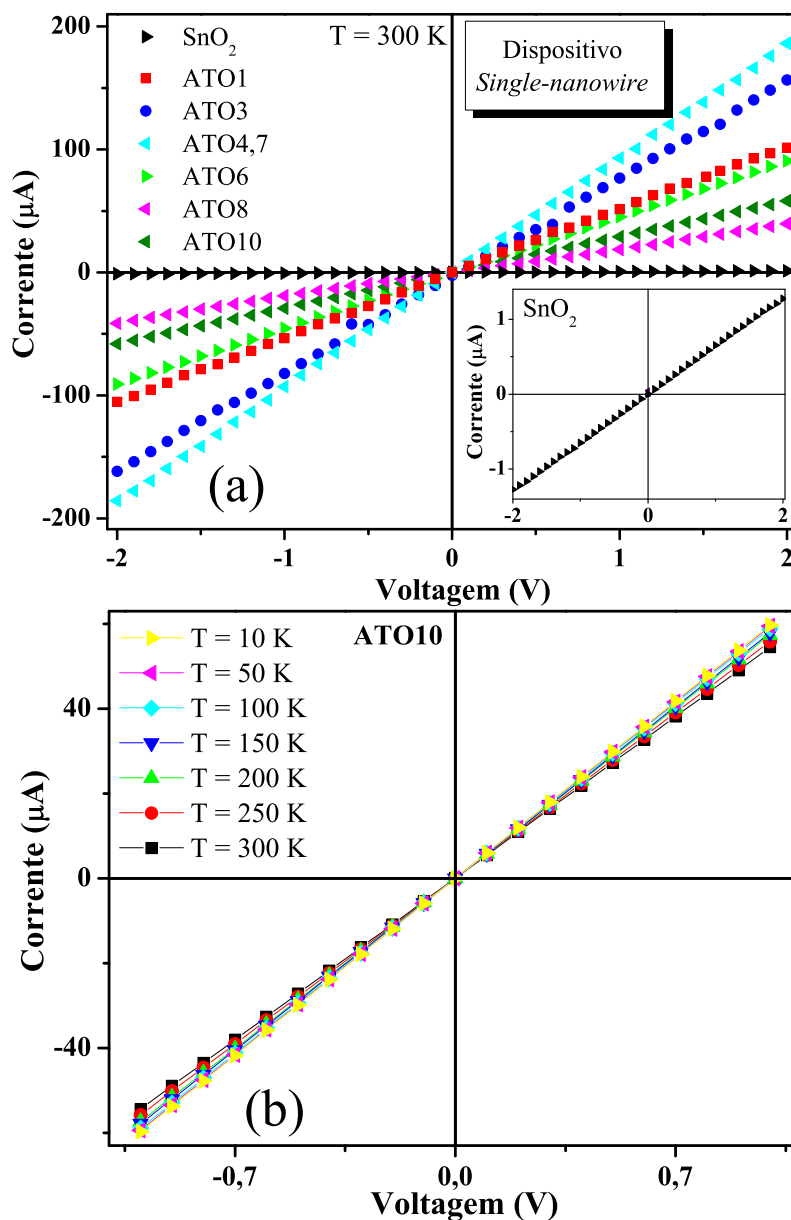 200
SnO2
T = 300 K
Dispositivo
Single-nanowire
ATO1
ATO3
ATO4,7
ATO6
ATO8
ATO10
100
0
-100
-200
Corrente (μA)
(a)
SnO2
1
0
-1
Corrente (μA)
-2
0
2
-2
-1
0
1
2
Voltagem (V)
ATO10
T = 10 K
T = 50 K
T = 100 K
T = 150 K
T = 200 K
T = 250 K
T = 300 K
40
0
-40
Corrente (μA)
(b)
-0,7
0,0
0,7
Voltagem (V)